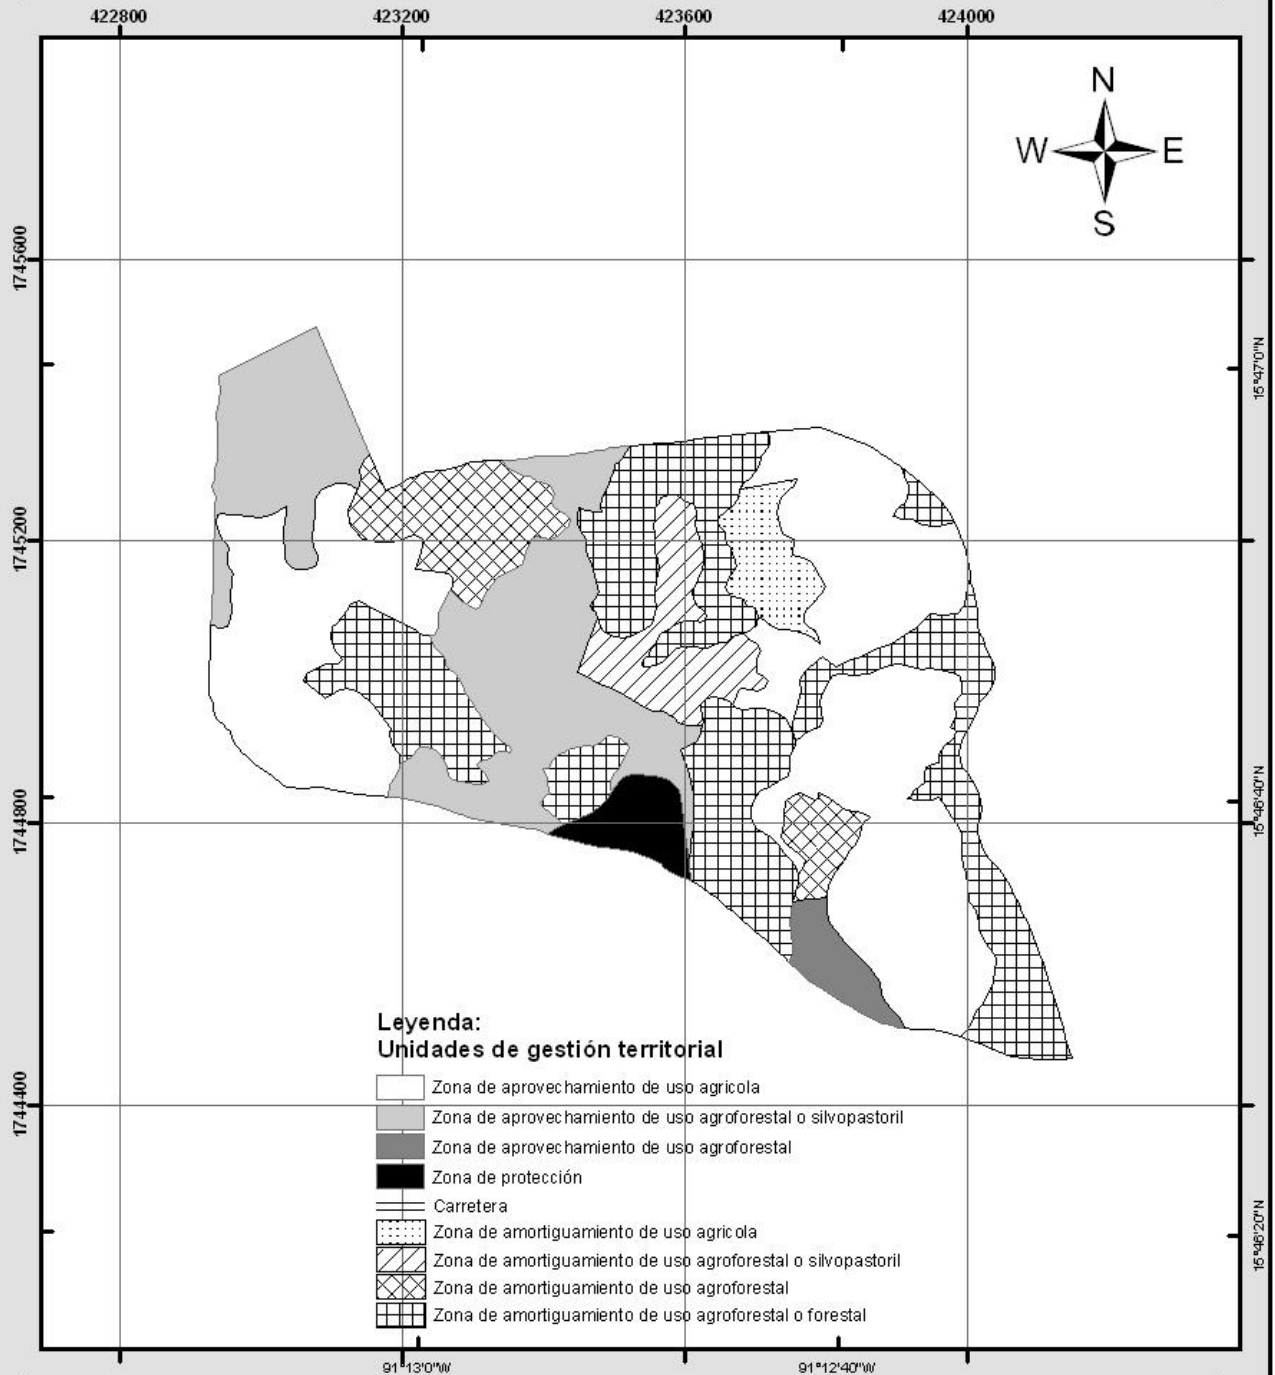 422800 423200 423600 424000
N
W E
S
1745600
15°47'0"N
1745200
1744800
15°46'40"N
Leyenda:
Unidades de gestión territorial
Zona de aprovechamiento de uso agricola
1744400
Zona de aprovechamiento de uso agroforestal o silvopastoril
Zona de aprovechamiento de uso agroforestal
Zona de protección
Carretera
Zona de amortiguamiento de uso agricola
15°46'20"N
Zona de amortiguamiento de uso agroforestal o silvopastoril
Zona de amortiguamiento de uso agroforestal
Zona de amortiguamiento de uso agroforestal o forestal
91°13'0"W 91°12'40"W